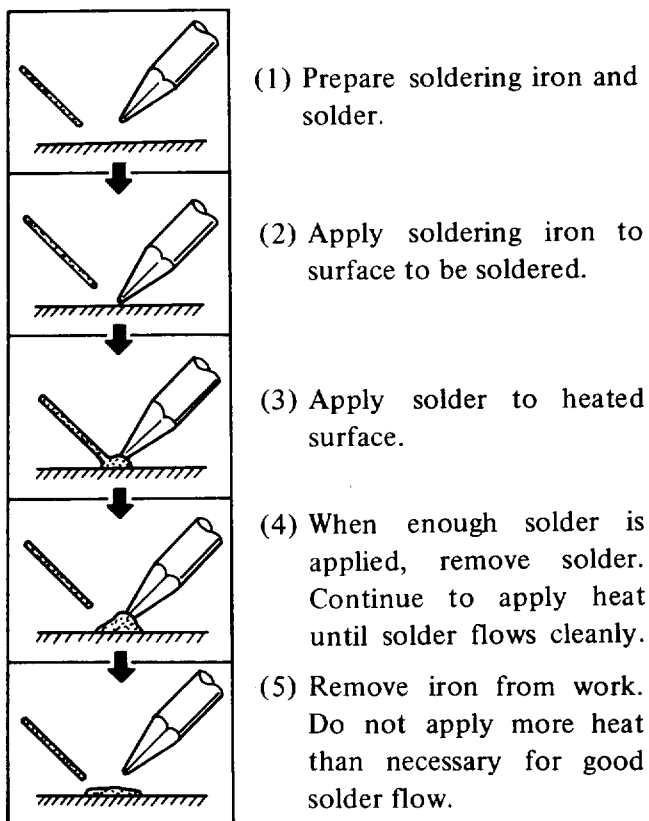 (1) Prepare soldering iron and
solder.
(2) Apply soldering iron to
surface to be soldered.
(3) Apply solder to heated
surface.
(4) When enough solder is
applied, remove solder.
Continue to apply heat
until solder flows cleanly.
(5) Remove iron from work.
Do not apply more heat
than necessary for good
solder flow.